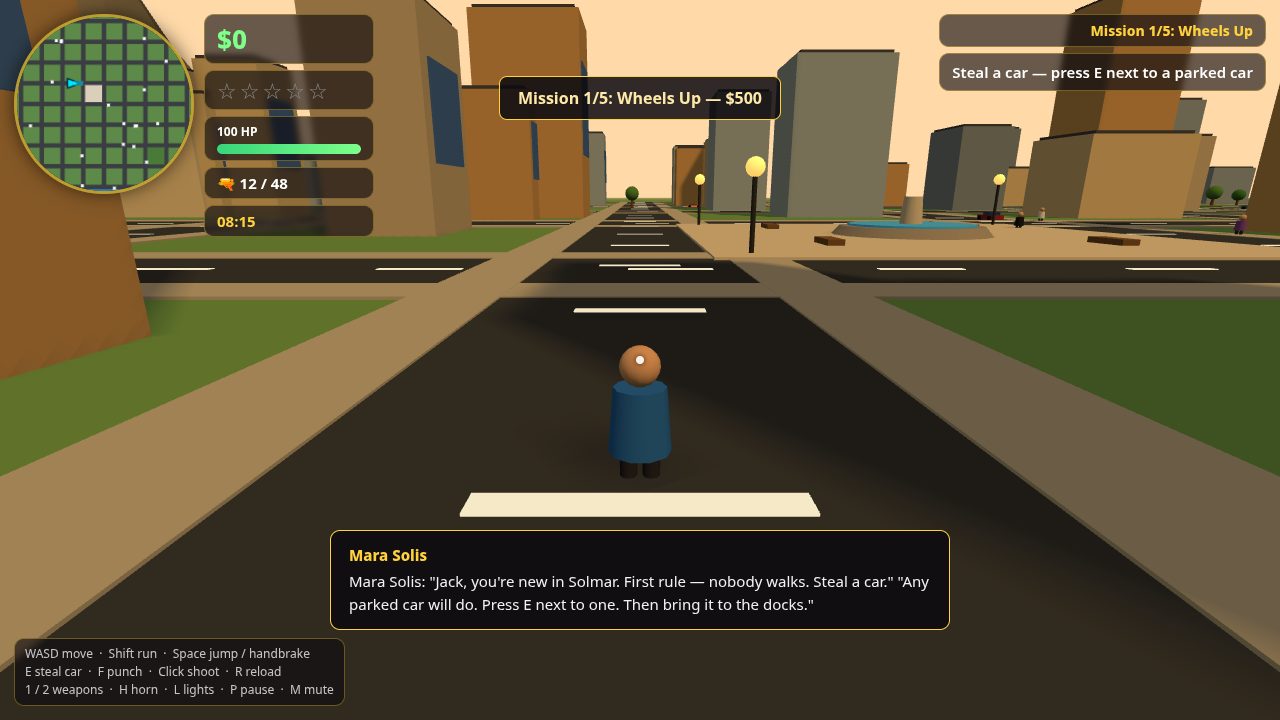 $0
☆☆☆☆☆
100 HP
12 / 48
08:15
Mission 1/5: Wheels Up — $500
Mission 1/5: Wheels Up
Steal a car — press E next to a parked car
Mara Solis
Mara Solis: "Jack, you're new in Solmar. First rule — nobody walks. Steal a car." "Any
parked car will do. Press E next to one. Then bring it to the docks."
WASD move · Shift run · Space jump / handbrake
E steal car · F punch · Click shoot · R reload
1 / 2 weapons · H horn · L lights · P pause · M mute